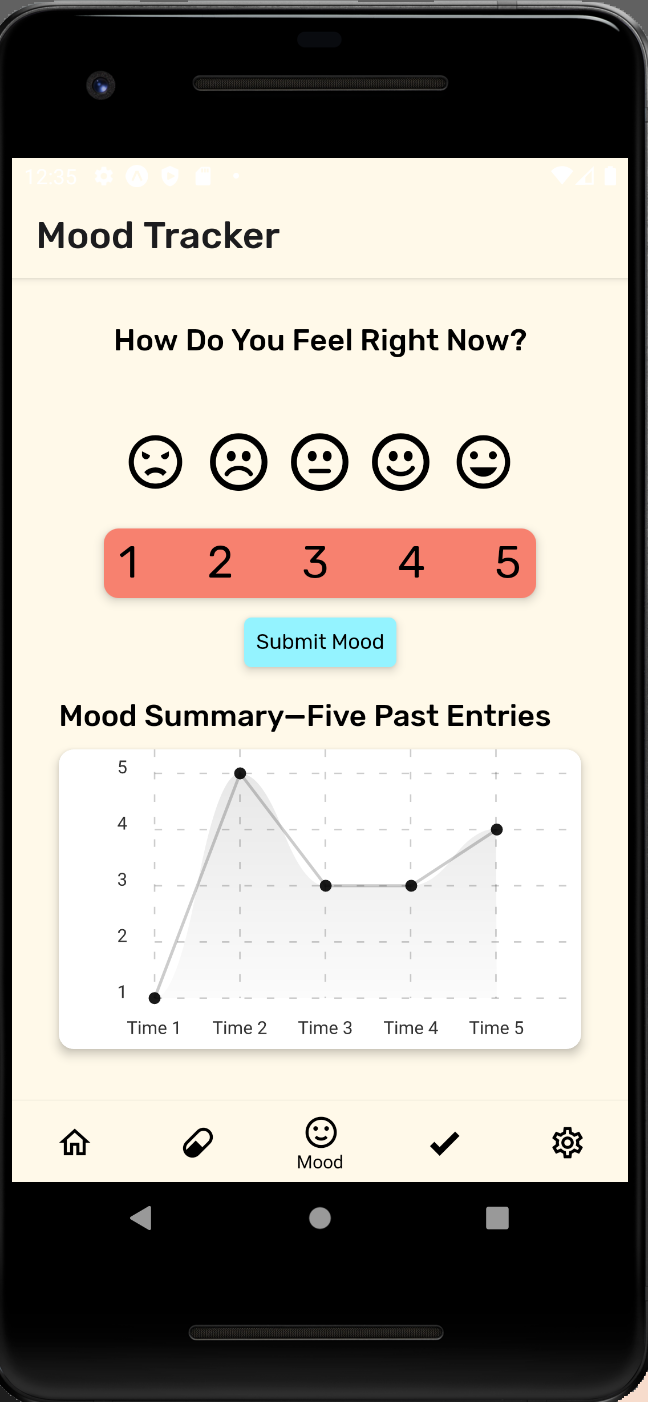 12:35
Mood Tracker
How Do You Feel Right Now?
1 2 3 4 5
Submit Mood
Mood Summary—Five Past Entries
5
4
3
2
1
Time 1 Time 2 Time 3 Time 4 Time 5
Mood